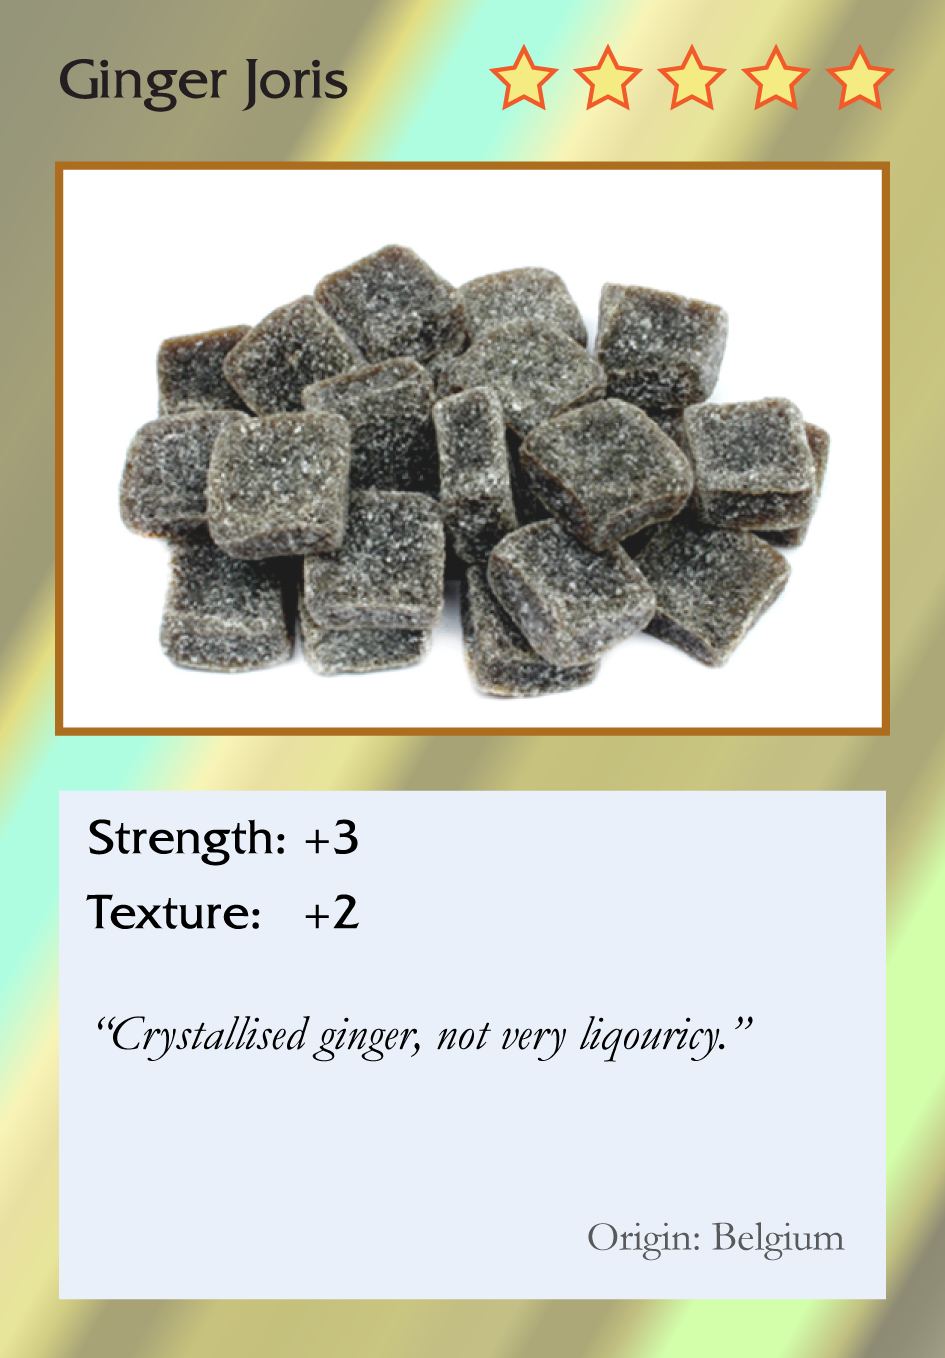 Ginger Joris
Strength: +3
Texture: +2
“Crystallised ginger, not very liqouricy.”
Origin: Belgium